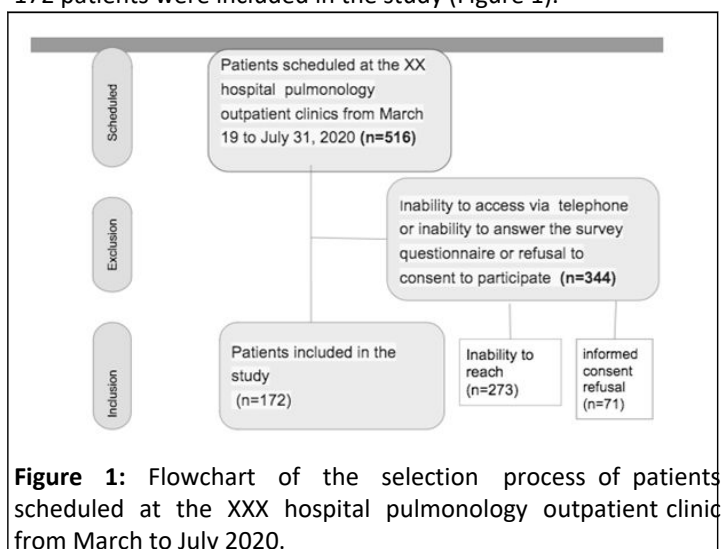 172 patients were included in the study (Figure 1).
Scheduled
Patients scheduled at the XX
hospital pulmonology
outpatient clinics from March
19 to July 31, 2020 (n=516)
Exclusion
Inability to access via telephone
or inability to answer the survey
questionnaire or refusal to
consent to participate (n=344)
Inclusion
Patients included in the
study
(n=172)
Inability to
reach
(n=273)
informed
consent
refusal
(n=71)
Figure 1: Flowchart of the selection process of patients
scheduled at the XXX hospital pulmonology outpatient clinic
from March to July 2020.